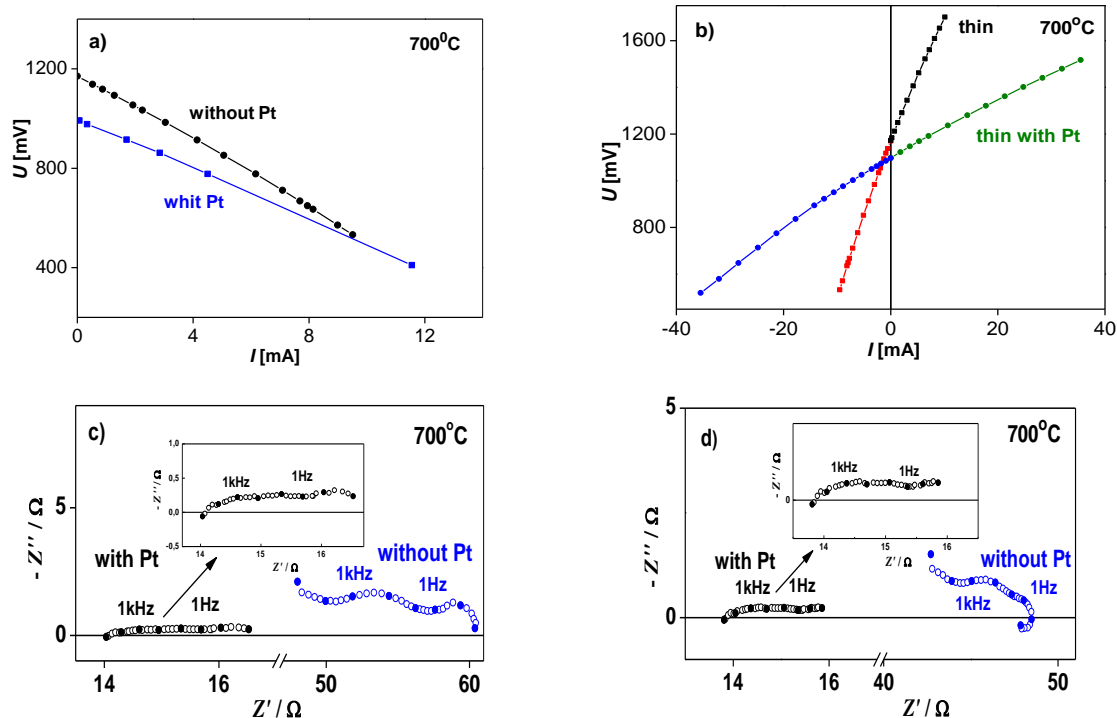 a)
700⁰C
1200
800
400
0
4
8
12
without Pt
whit Pt
U [mV]
I [mA]
b)
thin
700°C
1600
1200
800
-40
-20
0
20
40
thin with Pt
U [mV]
I [mA]
c)
700°C
1,0
0,5
0,0
-0,5
14
15
16
1kHz
1Hz
- Z'' / Ω
Z' / Ω
5
0
with Pt
without Pt
1kHz
1Hz
1kHz
1Hz
14
16
50
60
- Z'' / Ω
Z' / Ω
d)
700°C
0
14
15
16
1kHz
1Hz
- Z'' / Ω
Z' / Ω
5
0
with Pt
without Pt
1kHz
1Hz
1kHz
1Hz
14
16
40
50
- Z'' / Ω
Z' / Ω